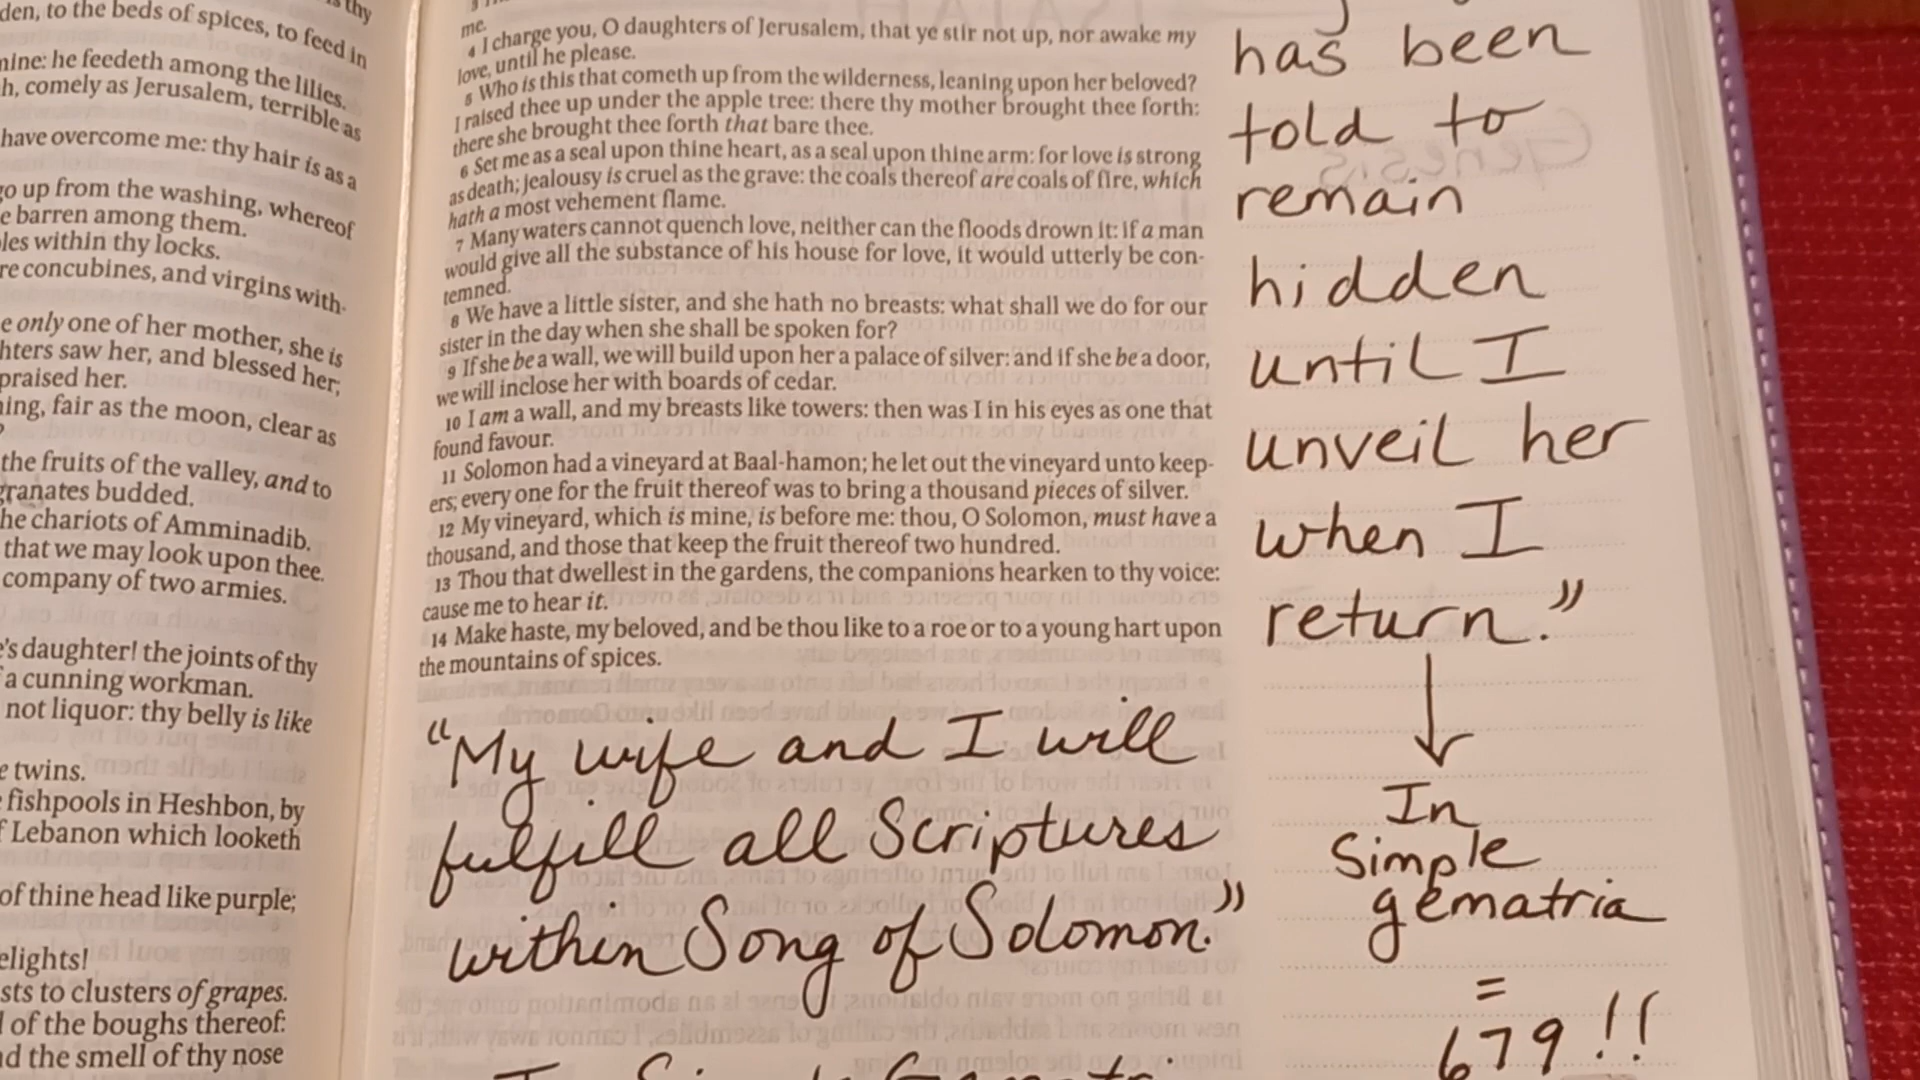 den, to the beds of spices, to feed in
mine: he feedeth among the lilies.
h, comely as Jerusalem, terrible as
have overcome me: thy hair is as a
go up from the washing, whereof
e barren among them.
les within thy locks.
re concubines, and virgins with-
e only one of her mother, she is
hters saw her, and blessed her;
praised her.
ning, fair as the moon, clear as
?
the fruits of the valley, and to
granates budded.
he chariots of Amminadib.
that we may look upon thee.
company of two armies.
e's daughter! the joints of thy
f a cunning workman.
not liquor: thy belly is like
e twins.
fishpools in Heshbon, by
f Lebanon which looketh
of thine head like purple;
elights!
sts to clusters of grapes.
l of the boughs thereof:
nd the smell of thy nose
me.
4 I charge you, O daughters of Jerusalem, that ye stir not up, nor awake my
love, until he please.
5 Who is this that cometh up from the wilderness, leaning upon her beloved?
I raised thee up under the apple tree: there thy mother brought thee forth:
there she brought thee forth that bare thee.
6 Set me as a seal upon thine heart, as a seal upon thine arm: for love is strong
as death; jealousy is cruel as the grave: the coals thereof are coals of fire, which
hath a most vehement flame.
7 Many waters cannot quench love, neither can the floods drown it: if a man
would give all the substance of his house for love, it would utterly be con-
temned.
8 We have a little sister, and she hath no breasts: what shall we do for our
sister in the day when she shall be spoken for?
9 If she be a wall, we will build upon her a palace of silver: and if she be a door,
we will inclose her with boards of cedar.
10 I am a wall, and my breasts like towers: then was I in his eyes as one that
found favour.
11 Solomon had a vineyard at Baal-hamon; he let out the vineyard unto keep-
ers; every one for the fruit thereof was to bring a thousand pieces of silver.
12 My vineyard, which is mine, is before me: thou, O Solomon, must have a
thousand, and those that keep the fruit thereof two hundred.
13 Thou that dwellest in the gardens, the companions hearken to thy voice:
cause me to hear it.
14 Make haste, my beloved, and be thou like to a roe or to a young hart upon
the mountains of spices.
"My wife and I will
fulfill all Scriptures
within Song of Solomon."
has been
told to
remain
hidden
until I
unveil her
when I
return."
In
Simple
gematria
=
679!!